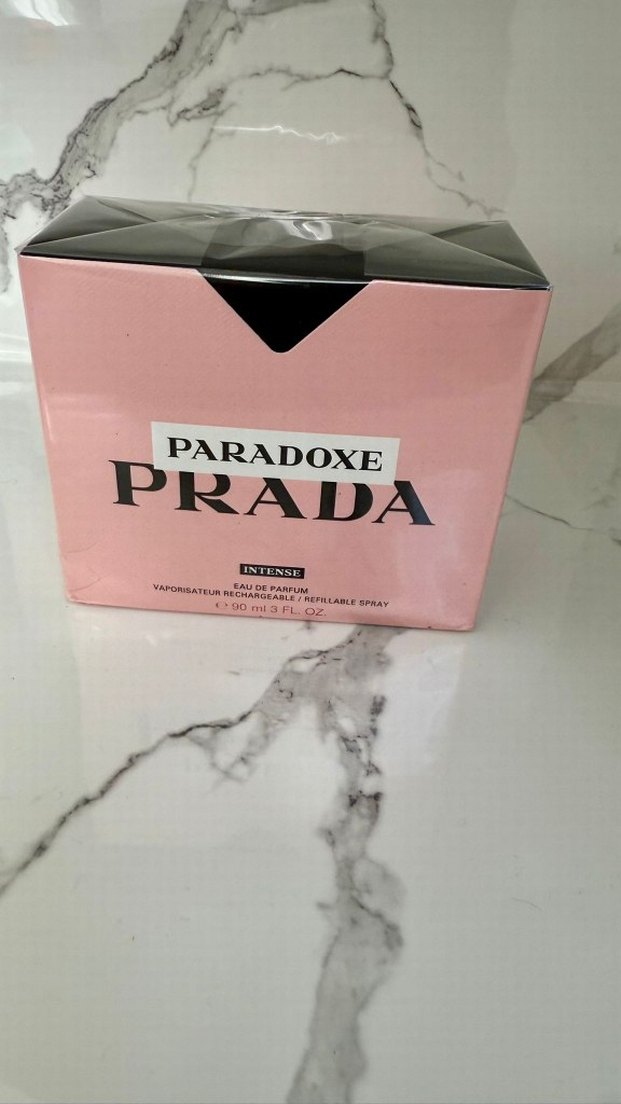 PARADOXE
PRADA
INTENSE
EAU DE PARFUM
VAPORISATEUR RECHARGEABLE / REFILLABLE SPRAY
℮ 90 ml 3 FL. OZ.